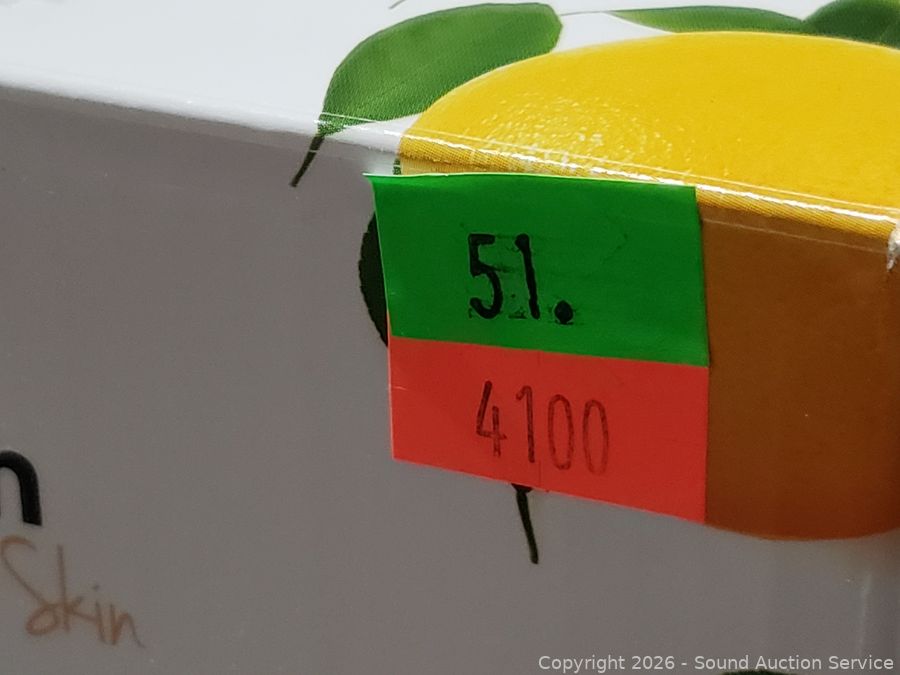 51.
4100
n
Skin
Copyright 2026 - Sound Auction Service